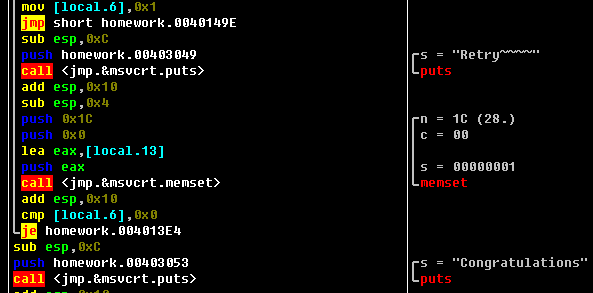 mov [local.6],0x1
jmp short homework.0040149E
sub esp,0xC
push homework.00403049
s = "Retry~~~~~"
call <jmp.&msvcrt.puts>
puts
add esp,0x10
sub esp,0x4
push 0x1C
n = 1C (28.)
push 0x0
c = 00
lea eax,[local.13]
push eax
s = 00000001
call <jmp.&msvcrt.memset>
memset
add esp,0x10
cmp [local.6],0x0
je homework.004013E4
sub esp,0xC
push homework.00403053
s = "Congratulations"
call <jmp.&msvcrt.puts>
puts
add esp,0x10